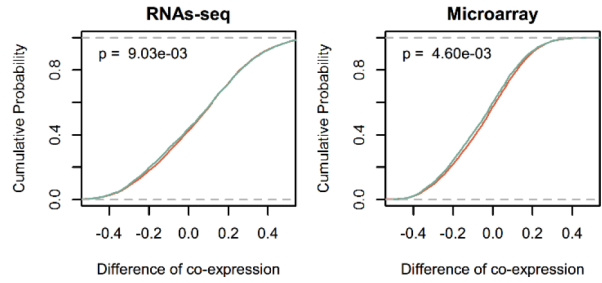 RNAs-seq
Cumulative Probability
0.0 0.4 0.8
p = 9.03e-03
-0.4 -0.2 0.0 0.2 0.4
Difference of co-expression
Microarray
Cumulative Probability
0.0 0.4 0.8
p = 4.60e-03
-0.4 -0.2 0.0 0.2 0.4
Difference of co-expression